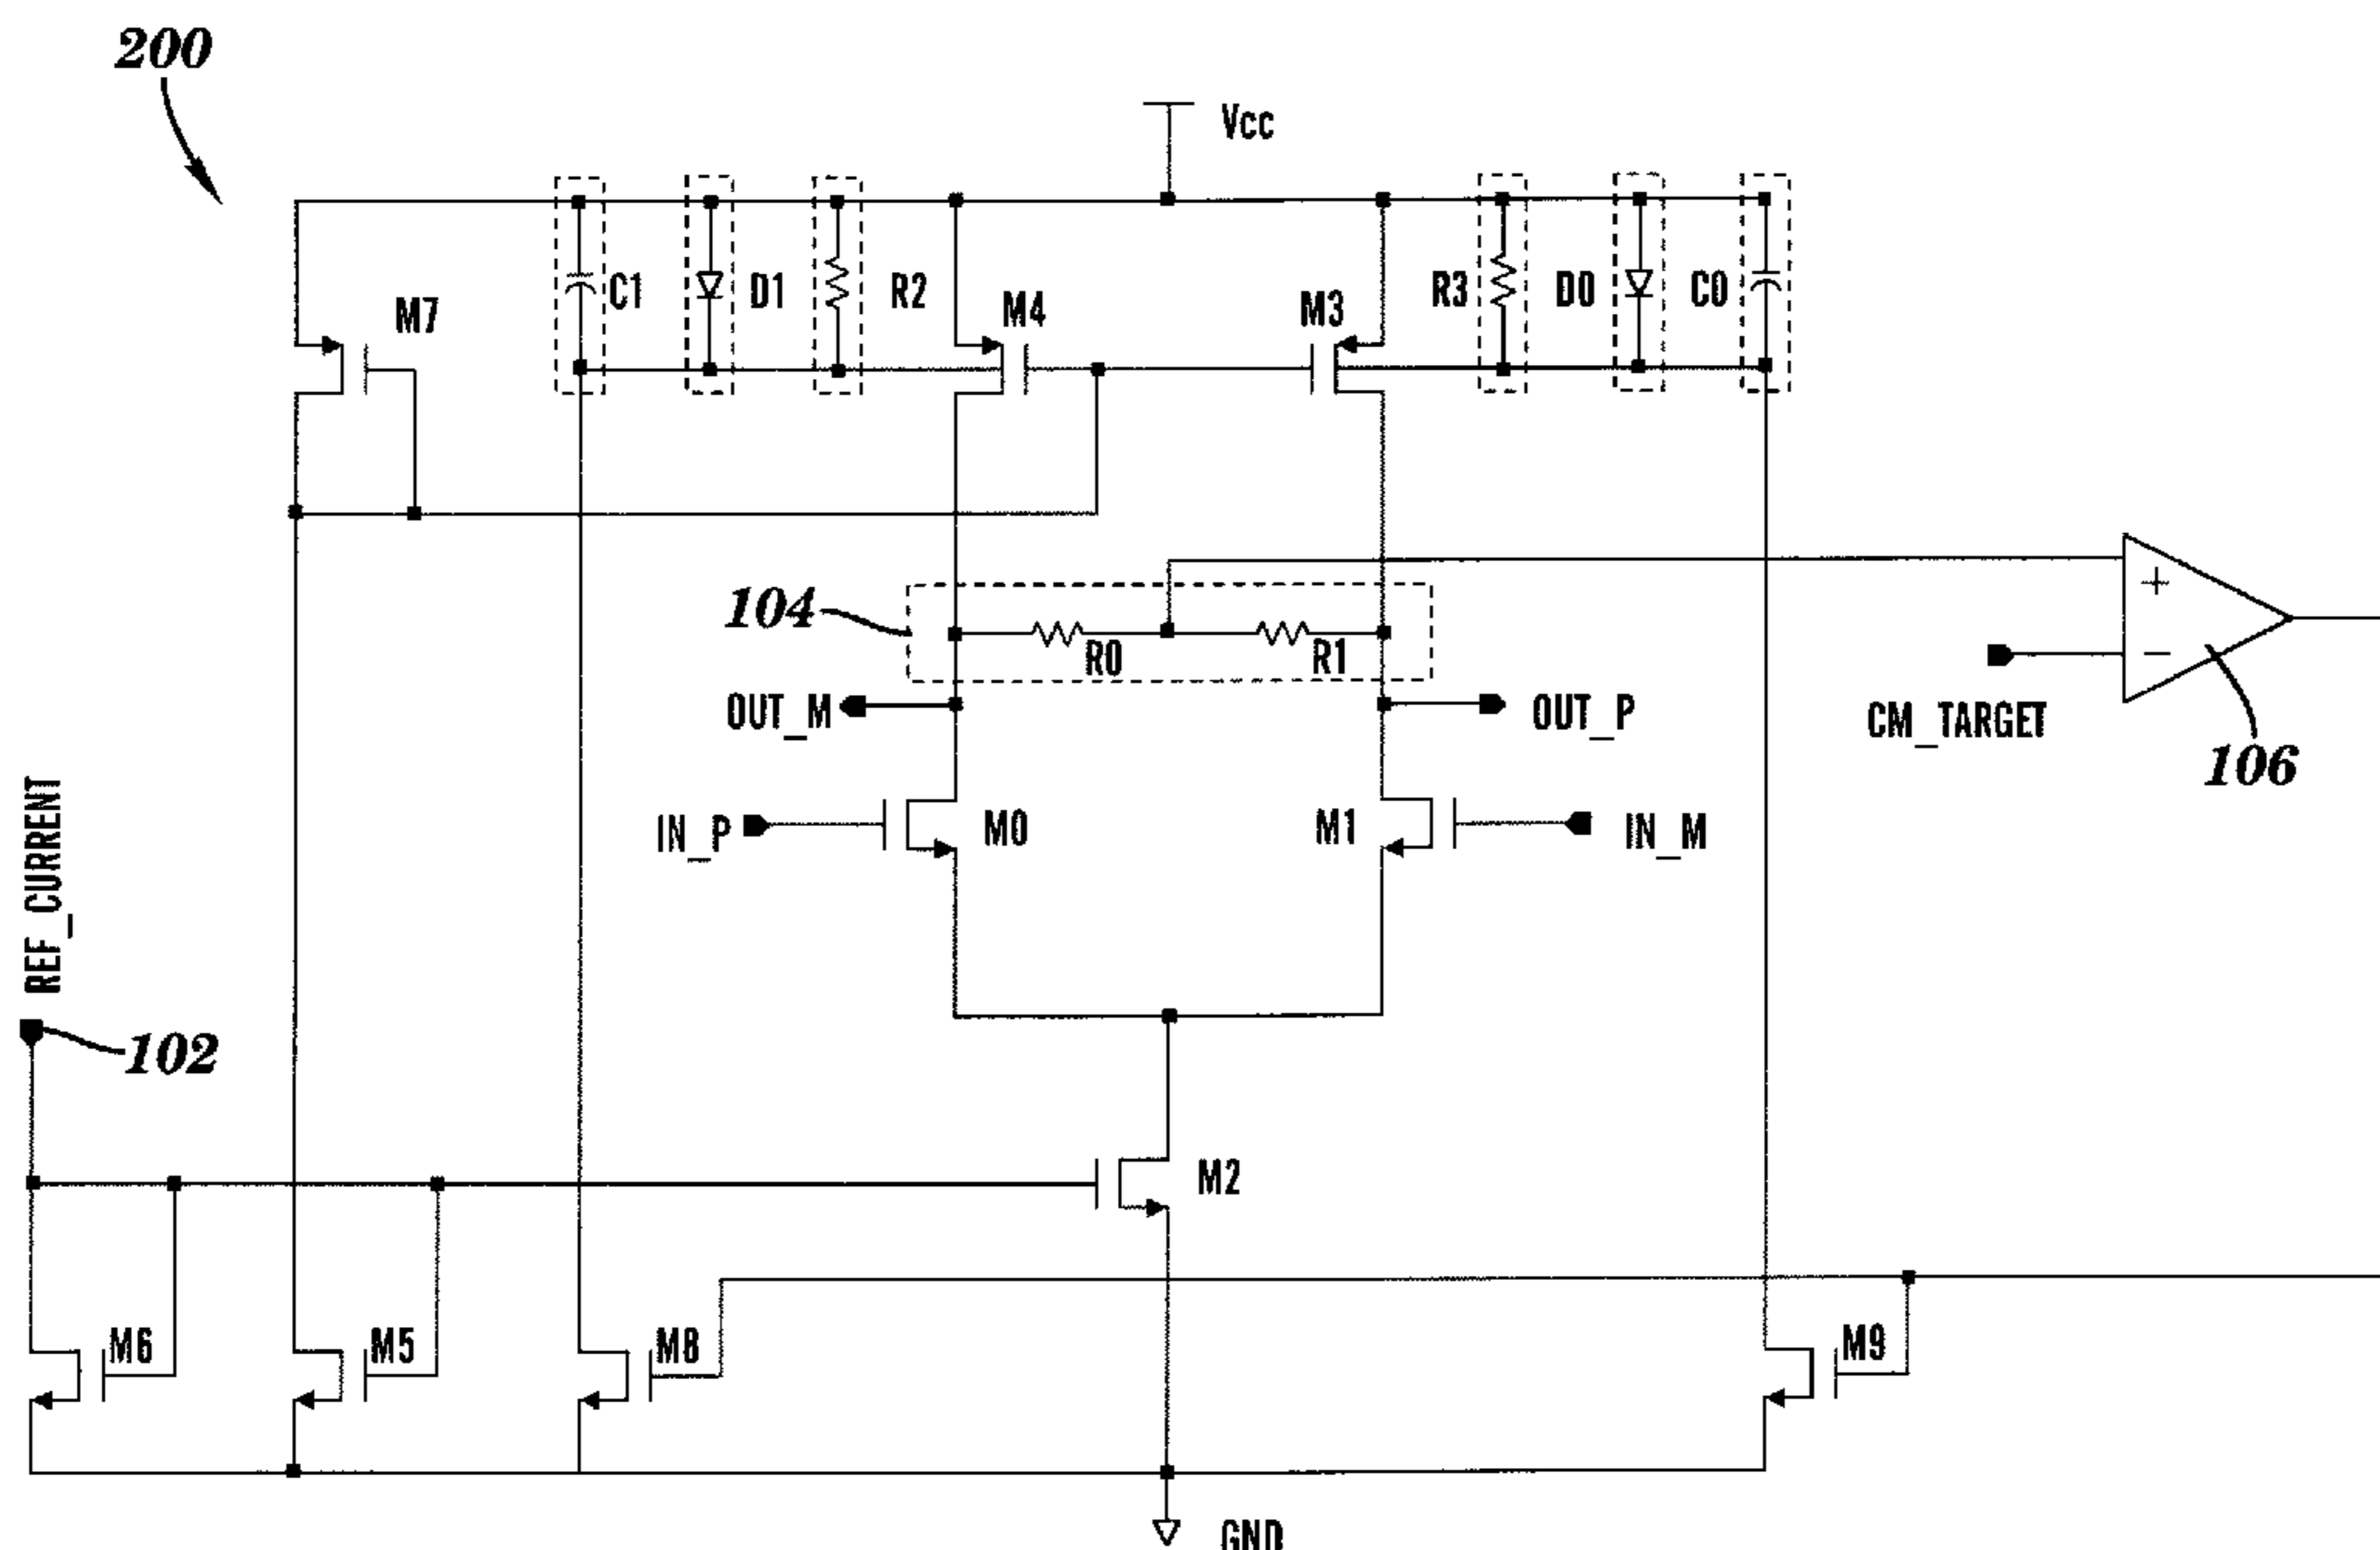 200
Vcc
C1
D1
R2
M4
M3
R3
D0
C0
M7
+
104
R0
R1
−
OUT_M
OUT_P
CM_TARGET
106
REF_CURRENT
IN_P
M0
M1
IN_M
102
M2
M6
M5
M8
M9
GND